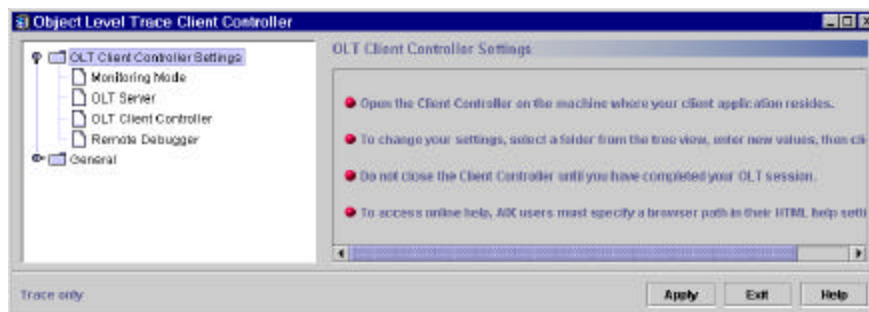 Object Level Trace Client Controller
OLT Client Controller Settings
Monitoring Mode
OLT Server
OLT Client Controller
Remote Debugger
General
OLT Client Controller Settings
Open the Client Controller on the machine where your client application resides.
To change your settings, select a folder from the tree view, enter new values, then cli
Do not close the Client Controller until you have completed your OLT session.
To access online help, AIX users must specify a browser path in their HTML help setti
Trace only
Apply Exit Help